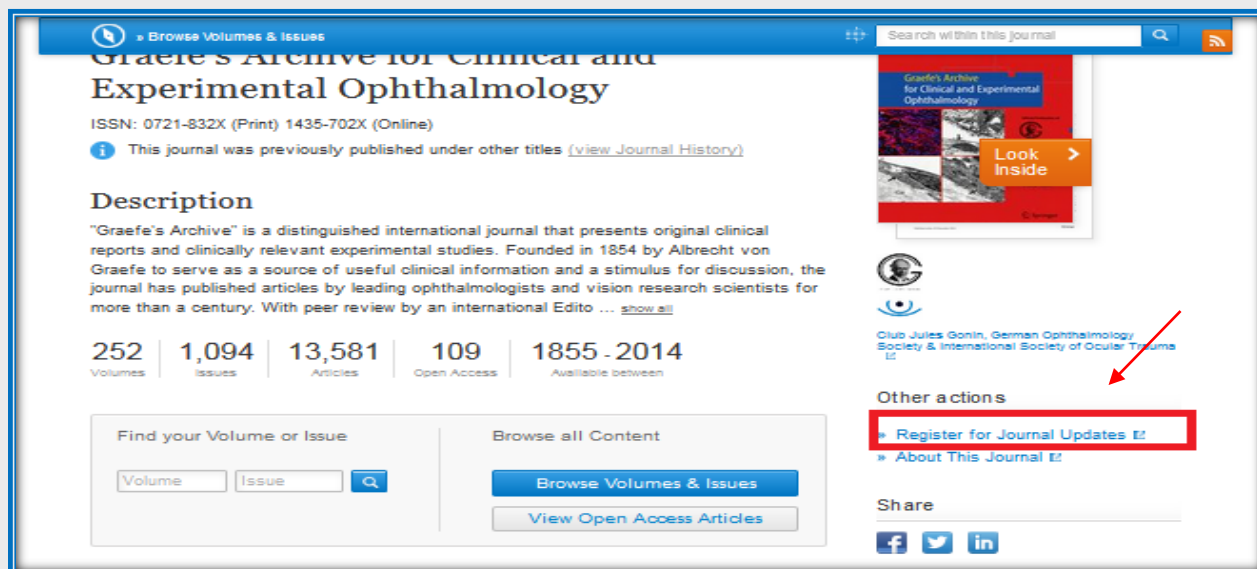 » Browse Volumes & Issues
Search within this journal
Graefe's Archive for Clinical and
Experimental Ophthalmology
ISSN: 0721-832X (Print) 1435-702X (Online)
This journal was previously published under other titles (view Journal History)
Description
"Graefe's Archive" is a distinguished international journal that presents original clinical
reports and clinically relevant experimental studies. Founded in 1854 by Albrecht von
Graefe to serve as a source of useful clinical information and a stimulus for discussion, the
journal has published articles by leading ophthalmologists and vision research scientists for
more than a century. With peer review by an international Edito ... show all
252 1,094 13,581 109 1855 - 2014
Volumes Issues Articles Open Access Available between
Find your Volume or Issue
Volume Issue
Browse all Content
Browse Volumes & Issues
View Open Access Articles
Graefe's Archive
for Clinical and Experimental
Ophthalmology
Look
Inside
Springer
Club Jules Gonin, German Ophthalmology
Society & International Society of Ocular Trauma
Other actions
» Register for Journal Updates
» About This Journal
Share